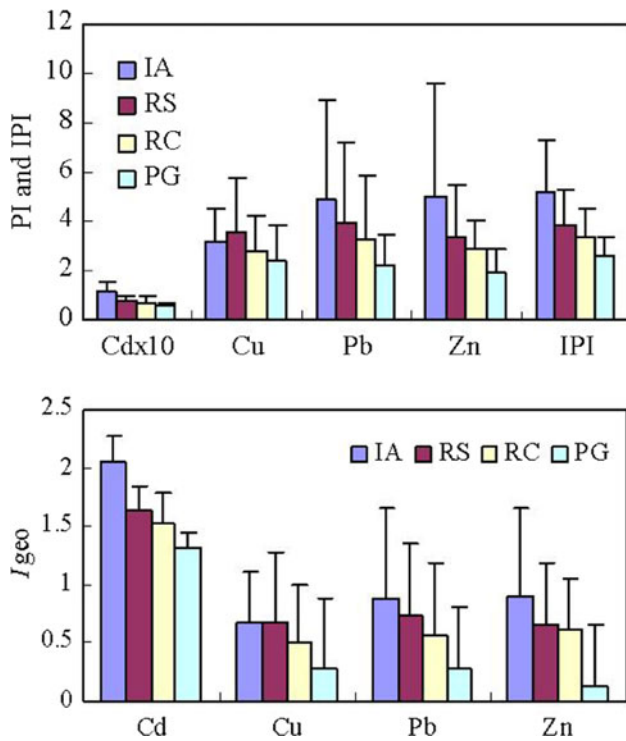 12
10
8
6
4
2
0
PI and IPI
IA
RS
RC
PG
Cdx10 Cu Pb Zn IPI
2.5
2
1.5
1
0.5
0
Igeo
IA RS RC PG
Cd Cu Pb Zn